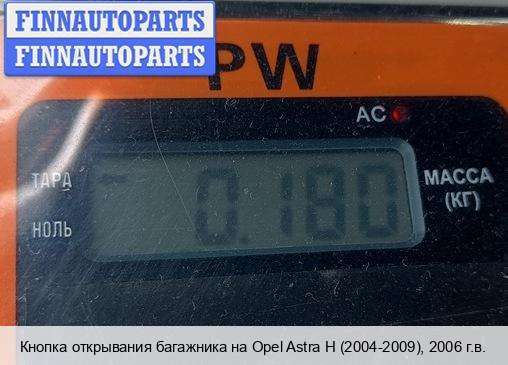 FINNAUTOPARTS
FINNAUTOPARTS
PW
AC
ТАРА
0.180
МАССА
(КГ)
НОЛЬ
Кнопка открывания багажника на Opel Astra H (2004-2009), 2006 г.в.